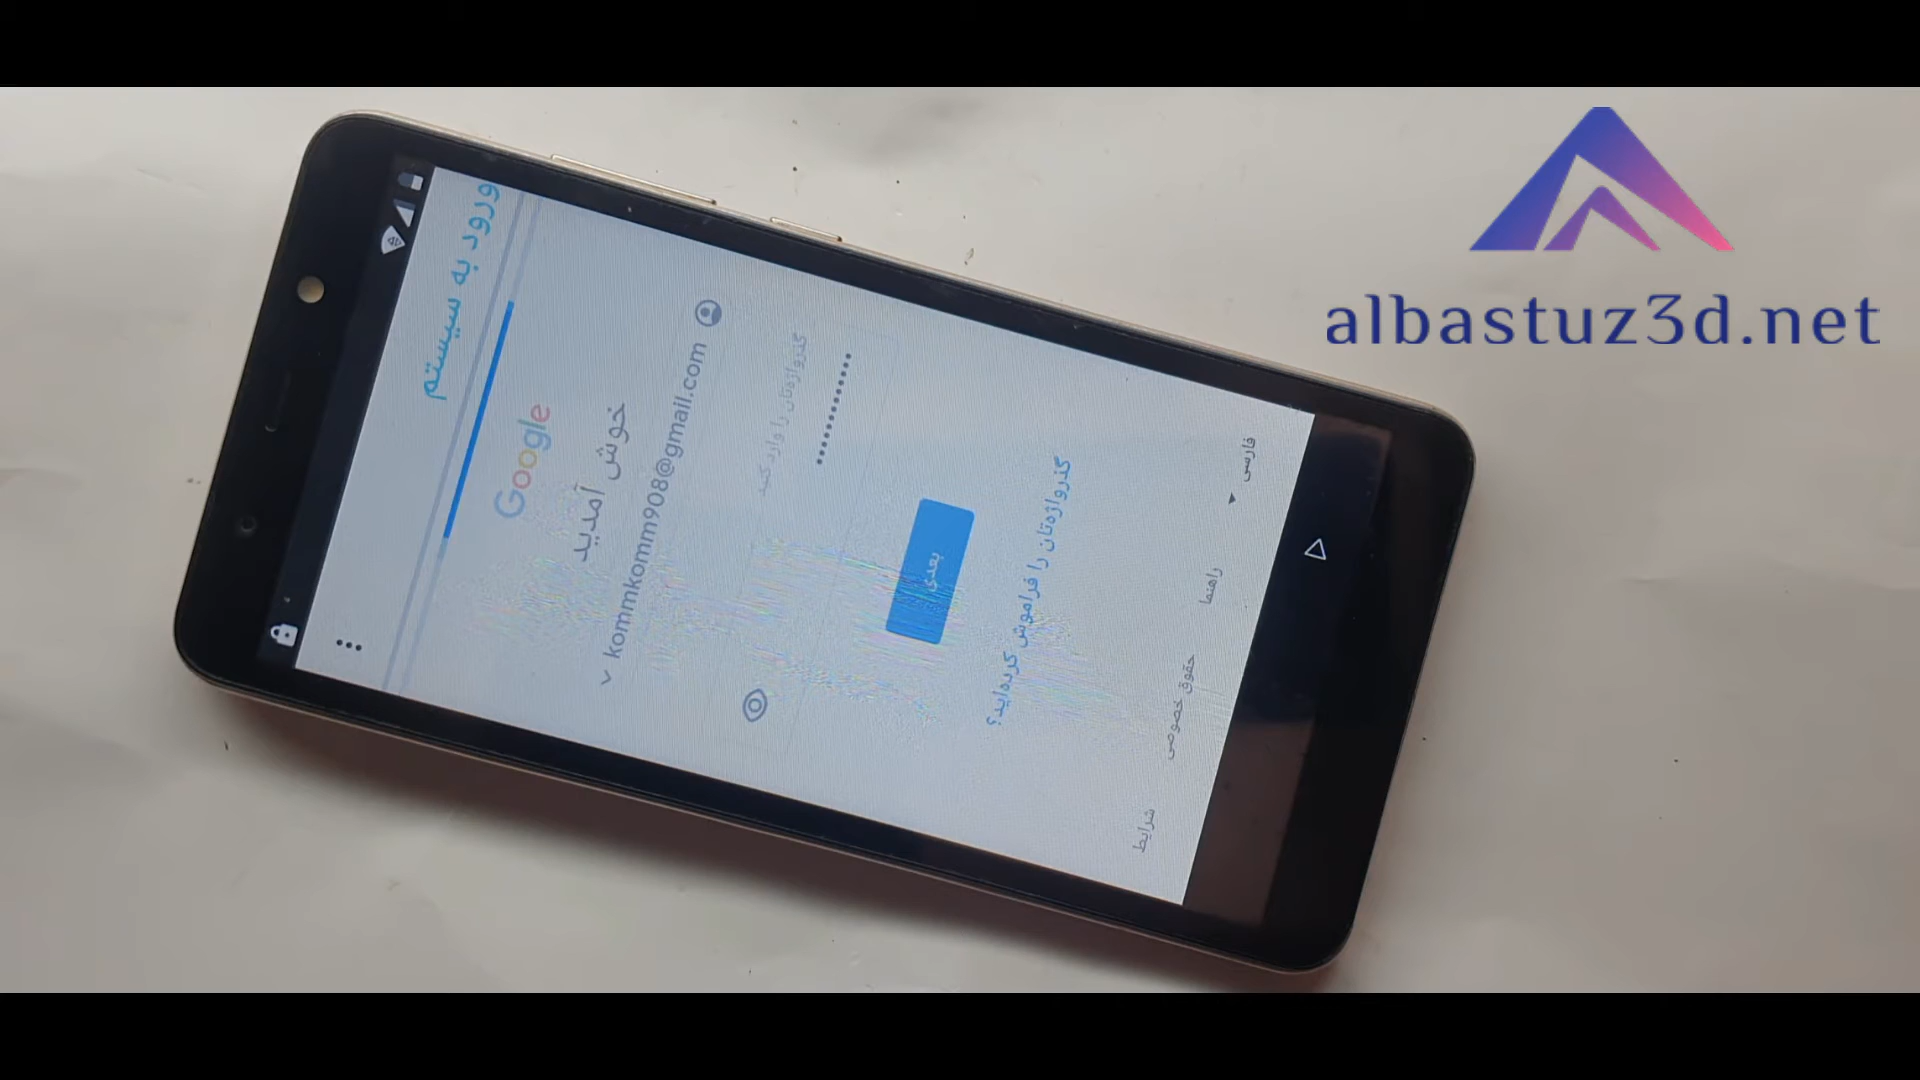 ورود به سیستم
Google
خوش آمدید
kommkomm908@gmail.com
گذرواژه‌تان را وارد کنید
••••••••••••
بعدی
گذرواژه‌تان را فراموش کرده‌اید؟
فارسی
راهنما
حقوق خصوصی
شرایط
albastuz3d.net